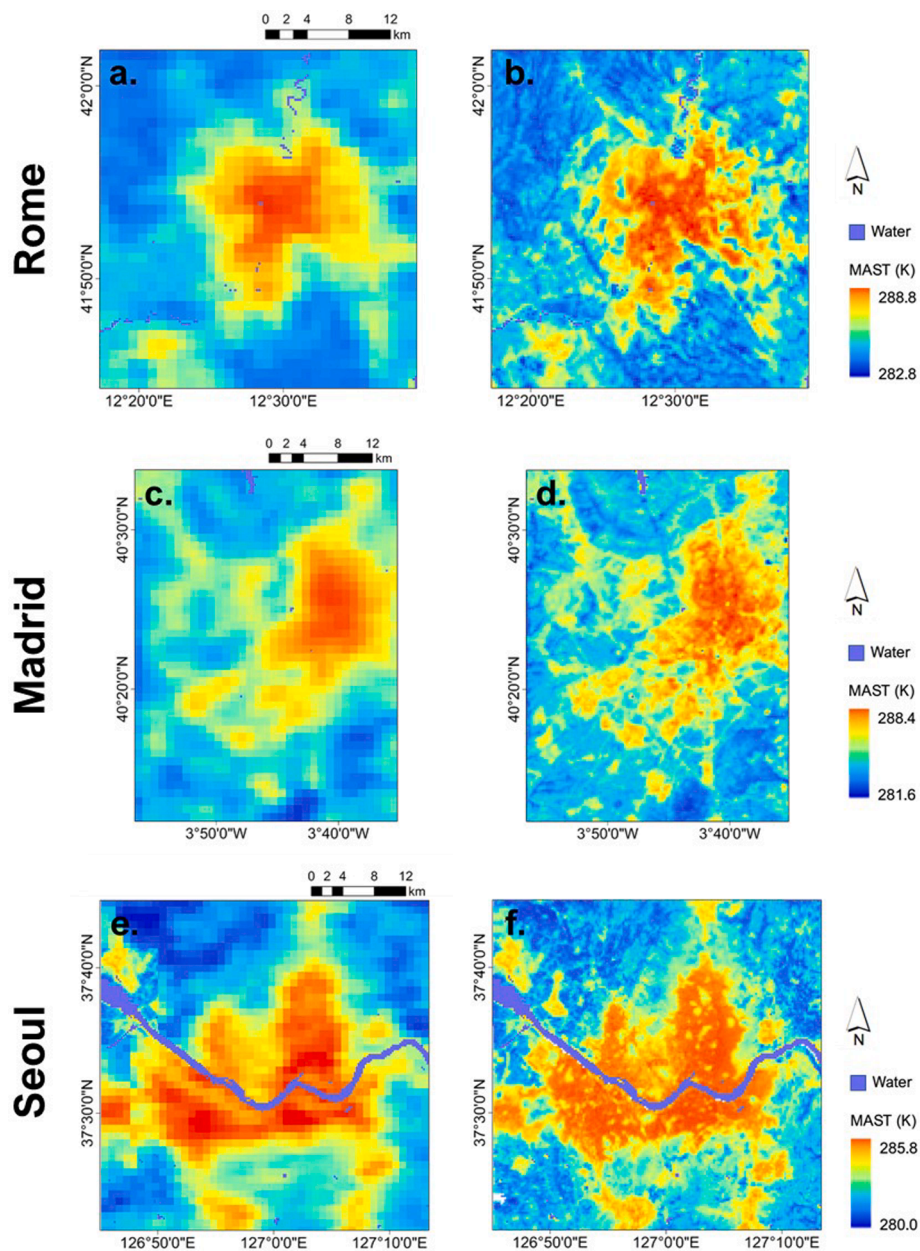 0 2 4 8 12
km
Rome
a.
b.
42°0'0"N
41°50'0"N
12°20'0"E 12°30'0"E
12°20'0"E 12°30'0"E
N
Water
MAST (K)
288.8
282.8
0 2 4 8 12
km
Madrid
c.
d.
40°30'0"N
40°20'0"N
40°30'0"N
40°20'0"N
3°50'0"W 3°40'0"W
3°50'0"W 3°40'0"W
N
Water
MAST (K)
288.4
281.6
0 2 4 8 12
km
Seoul
e.
f.
37°40'0"N
37°30'0"N
37°40'0"N
37°30'0"N
126°50'0"E 127°0'0"E 127°10'0"E
126°50'0"E 127°0'0"E 127°10'0"E
N
Water
MAST (K)
285.8
280.0
42°0'0"N
41°50'0"N